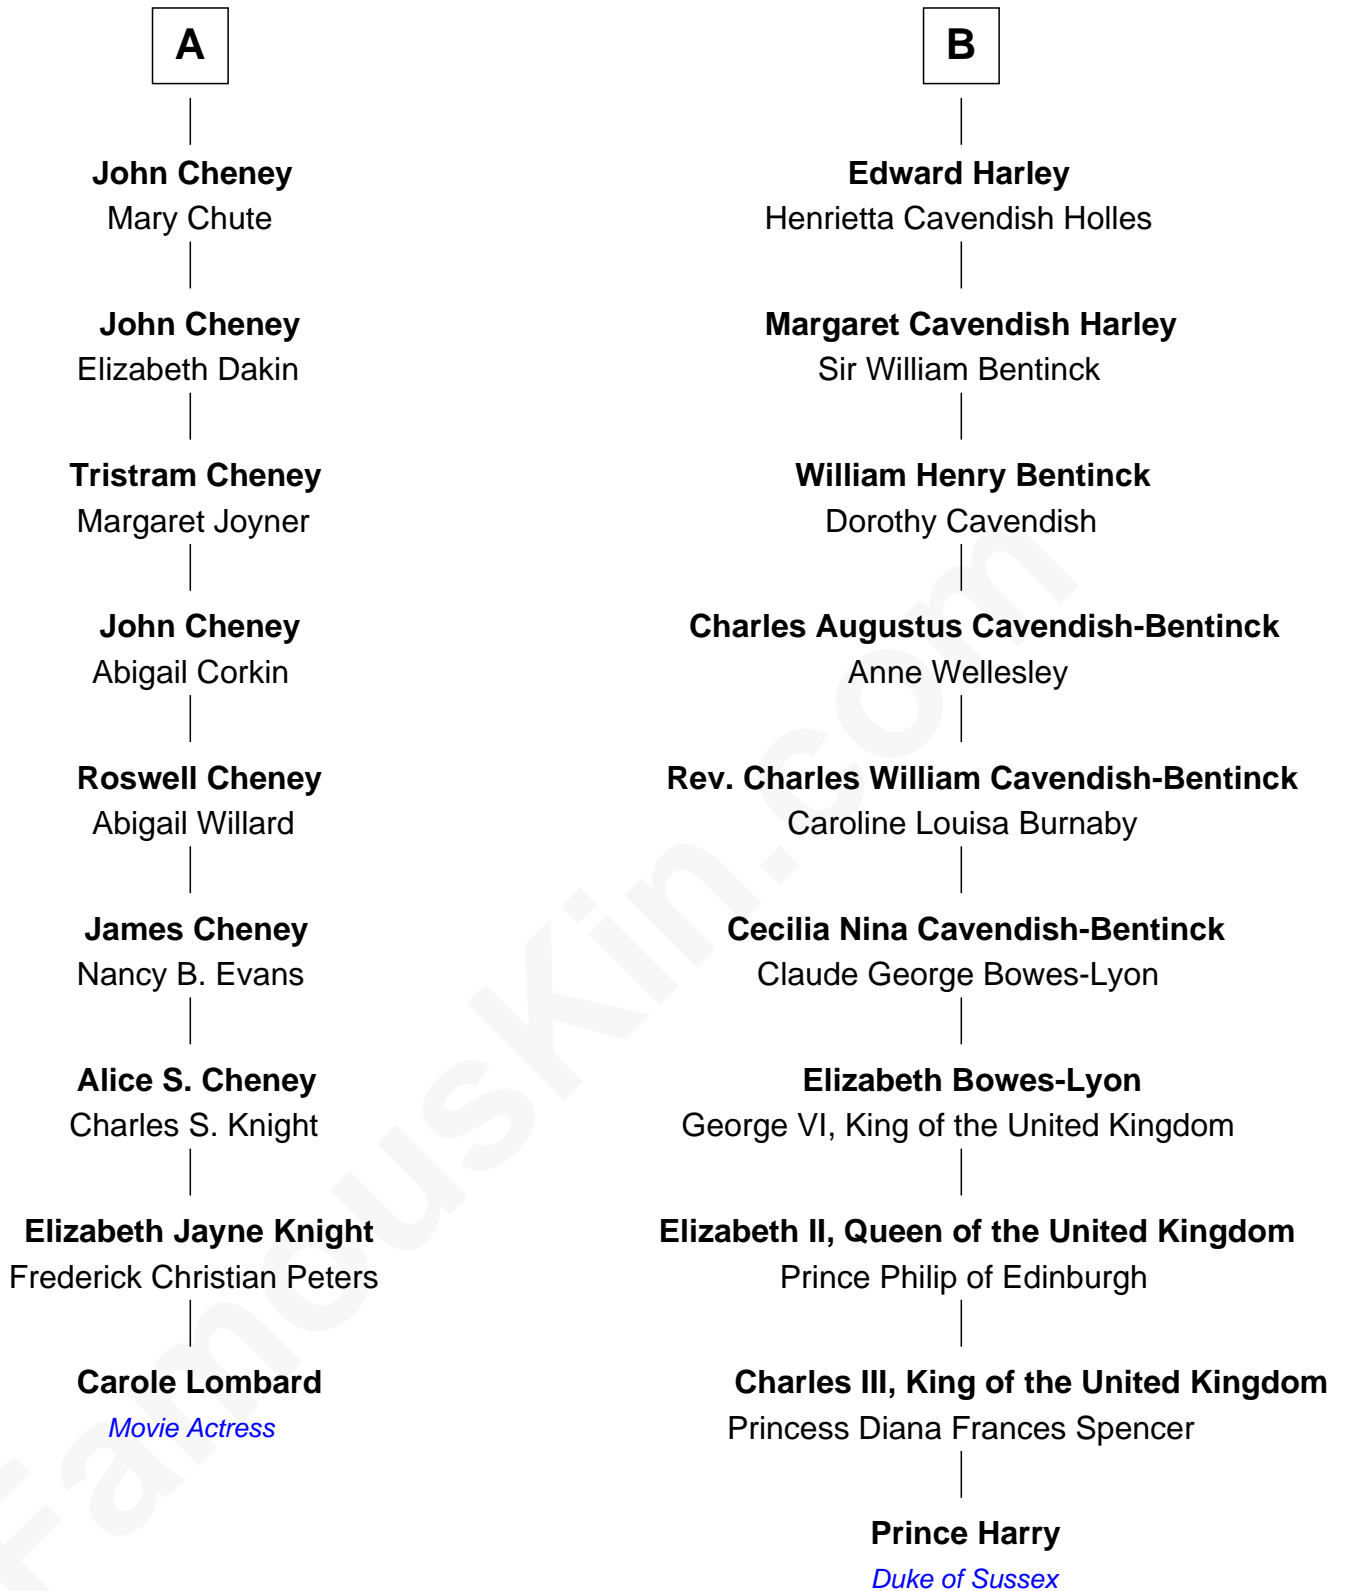 A
John Cheney
Mary Chute
John Cheney
Elizabeth Dakin
Tristram Cheney
Margaret Joyner
John Cheney
Abigail Corkin
Roswell Cheney
Abigail Willard
James Cheney
Nancy B. Evans
Alice S. Cheney
Charles S. Knight
Elizabeth Jayne Knight
Frederick Christian Peters
Carole Lombard
Movie Actress
B
Edward Harley
Henrietta Cavendish Holles
Margaret Cavendish Harley
Sir William Bentinck
William Henry Bentinck
Dorothy Cavendish
Charles Augustus Cavendish-Bentinck
Anne Wellesley
Rev. Charles William Cavendish-Bentinck
Caroline Louisa Burnaby
Cecilia Nina Cavendish-Bentinck
Claude George Bowes-Lyon
Elizabeth Bowes-Lyon
George VI, King of the United Kingdom
Elizabeth II, Queen of the United Kingdom
Prince Philip of Edinburgh
Charles III, King of the United Kingdom
Princess Diana Frances Spencer
Prince Harry
Duke of Sussex
FamousKin.com